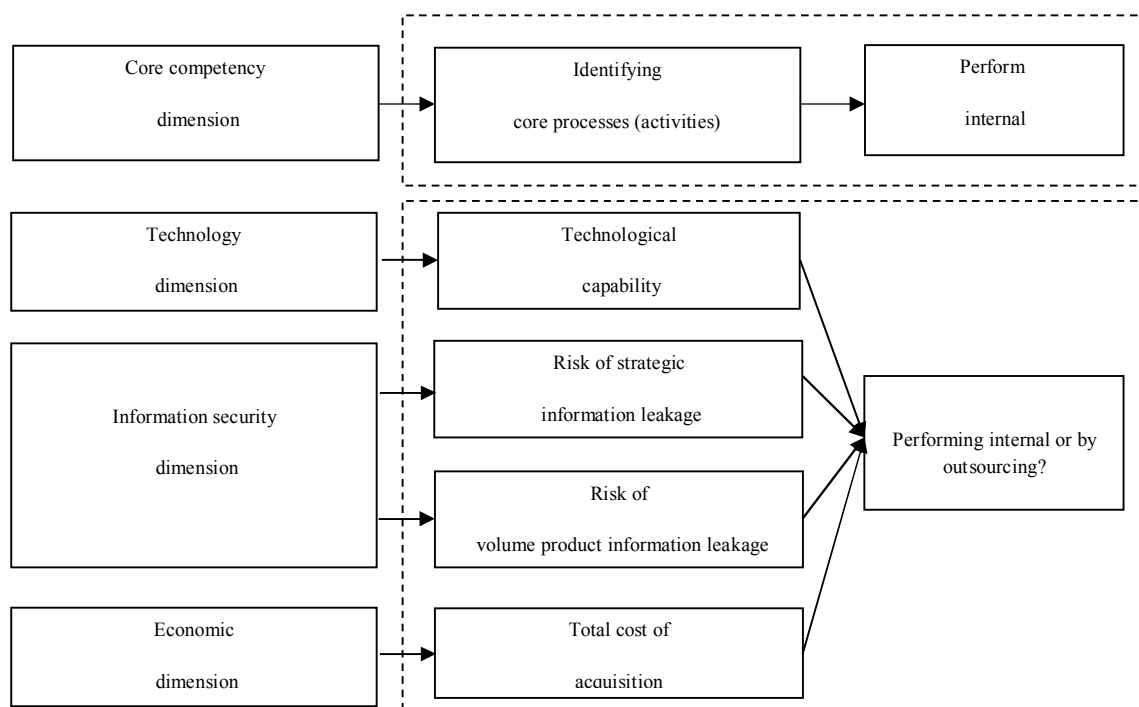 Core competency
dimension
Identifying
core processes (activities)
Perform
internal
Technology
dimension
Technological
capability
Information security
dimension
Risk of strategic
information leakage
Performing internal or by
outsourcing?
Risk of
volume product information leakage
Economic
dimension
Total cost of
acquisition